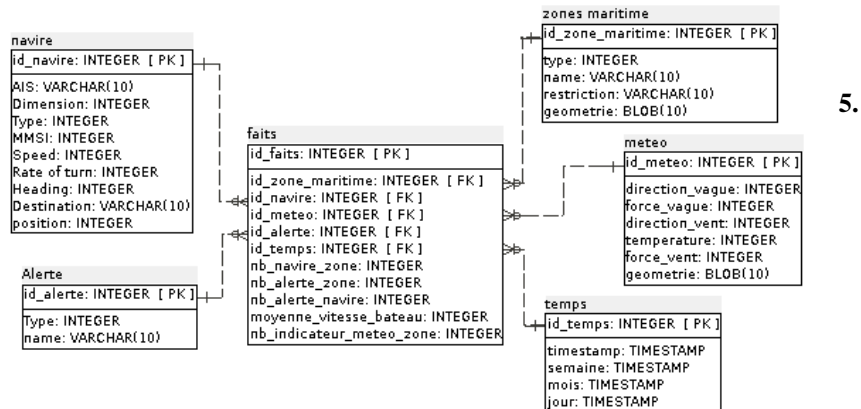 navire
id_navire: INTEGER [ PK ]
AIS: VARCHAR(10)
Dimension: INTEGER
Type: INTEGER
MMSI: INTEGER
Speed: INTEGER
Rate of turn: INTEGER
Heading: INTEGER
Destination: VARCHAR(10)
position: INTEGER
Alerte
id_alerte: INTEGER [ PK ]
Type: INTEGER
name: VARCHAR(10)
faits
id_faits: INTEGER [ PK ]
id_zone_maritime: INTEGER [ FK ]
id_navire: INTEGER [ FK ]
id_meteo: INTEGER [ FK ]
id_alerte: INTEGER [ FK ]
id_temps: INTEGER [ FK ]
nb_navire_zone: INTEGER
nb_alerte_zone: INTEGER
nb_alerte_navire: INTEGER
moyenne_vitesse_bateau: INTEGER
nb_indicateur_meteo_zone: INTEGER
zones maritime
id_zone_maritime: INTEGER [ PK ]
type: INTEGER
name: VARCHAR(10)
restriction: VARCHAR(10)
geometrie: BLOB(10)
meteo
id_meteo: INTEGER [ PK ]
direction_vague: INTEGER
force_vague: INTEGER
direction_vent: INTEGER
temperature: INTEGER
force_vent: INTEGER
geometrie: BLOB(10)
temps
id_temps: INTEGER [ PK ]
timestamp: TIMESTAMP
semaine: TIMESTAMP
mois: TIMESTAMP
jour: TIMESTAMP
5.